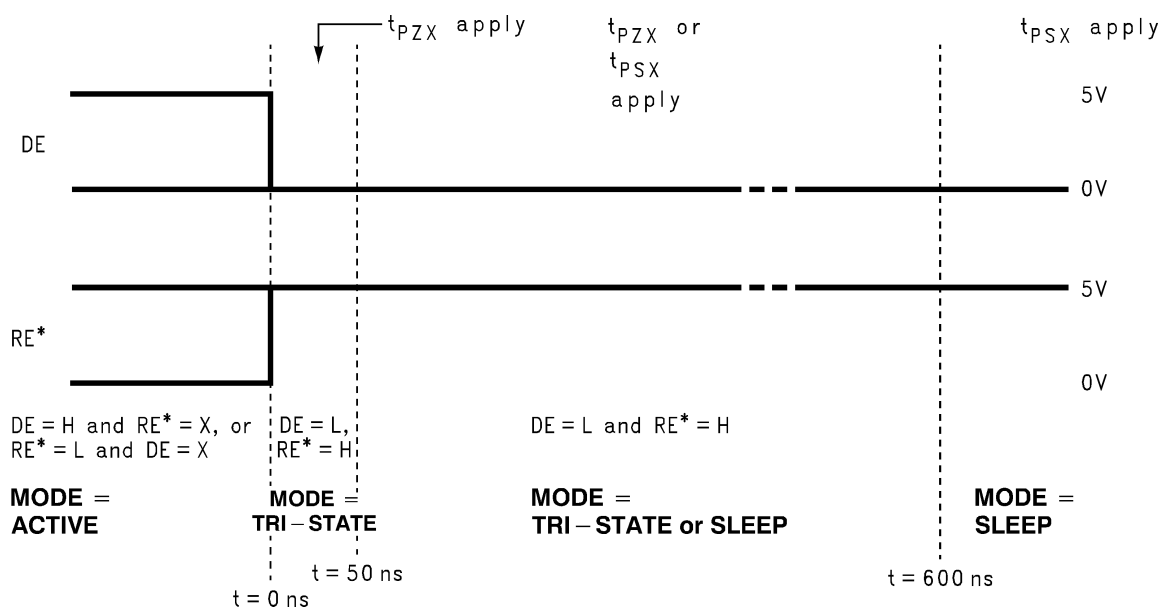 tPZX apply
tPZX or
tPSX
apply
tPSX apply
5V
DE
0V
5V
RE*
0V
DE = H and RE* = X, or
RE* = L and DE = X
DE = L,
RE* = H
DE = L and RE* = H
MODE =
ACTIVE
MODE =
TRI – STATE
MODE =
TRI – STATE or SLEEP
MODE =
SLEEP
t = 0 ns
t = 50 ns
t = 600 ns